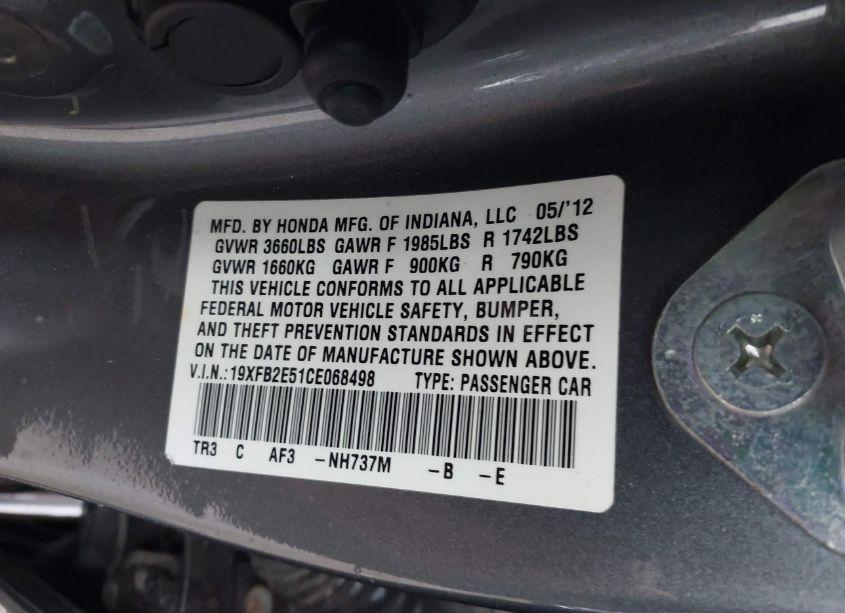 MFD. BY HONDA MFG. OF INDIANA, LLC 05/'12
GVWR 3660LBS GAWR F 1985LBS R 1742LBS
GVWR 1660KG GAWR F 900KG R 790KG
THIS VEHICLE CONFORMS TO ALL APPLICABLE
FEDERAL MOTOR VEHICLE SAFETY, BUMPER,
AND THEFT PREVENTION STANDARDS IN EFFECT
ON THE DATE OF MANUFACTURE SHOWN ABOVE.
V.I.N.:19XFB2E51CE068498 TYPE: PASSENGER CAR
TR3 C AF3 -NH737M -B -E